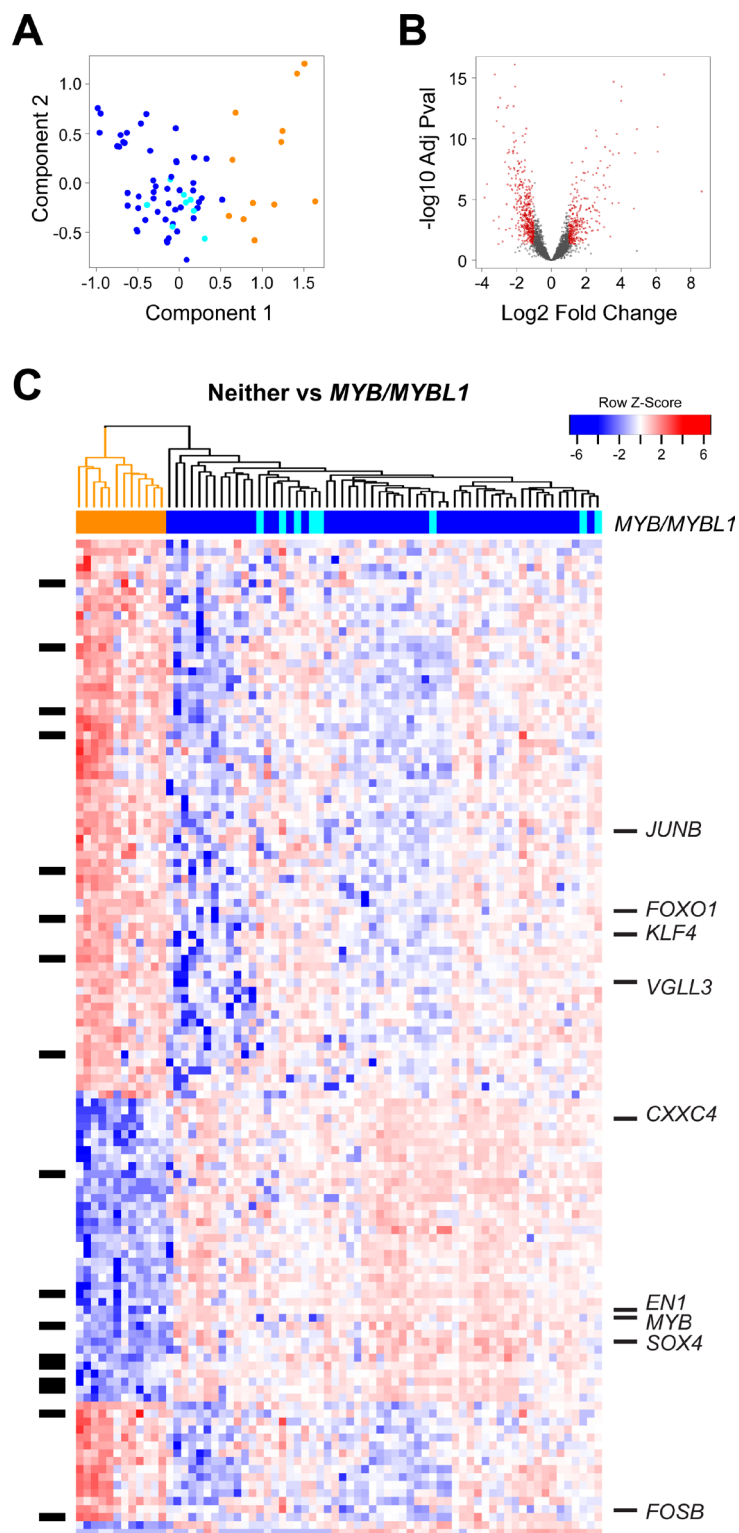 A
B
Component 2
1.0
0.5
0.0
-0.5
-1.0
-0.5
0
0.5
1.0
1.5
Component 1
-log10 Adj Pval
15
10
5
0
-4
-2
0
2
4
6
8
Log2 Fold Change
C
Neither vs MYB/MYBL1
Row Z-Score
-6
-2
2
6
MYB/MYBL1
JUNB
FOXO1
KLF4
VGLL3
CXXC4
EN1
MYB
SOX4
FOSB